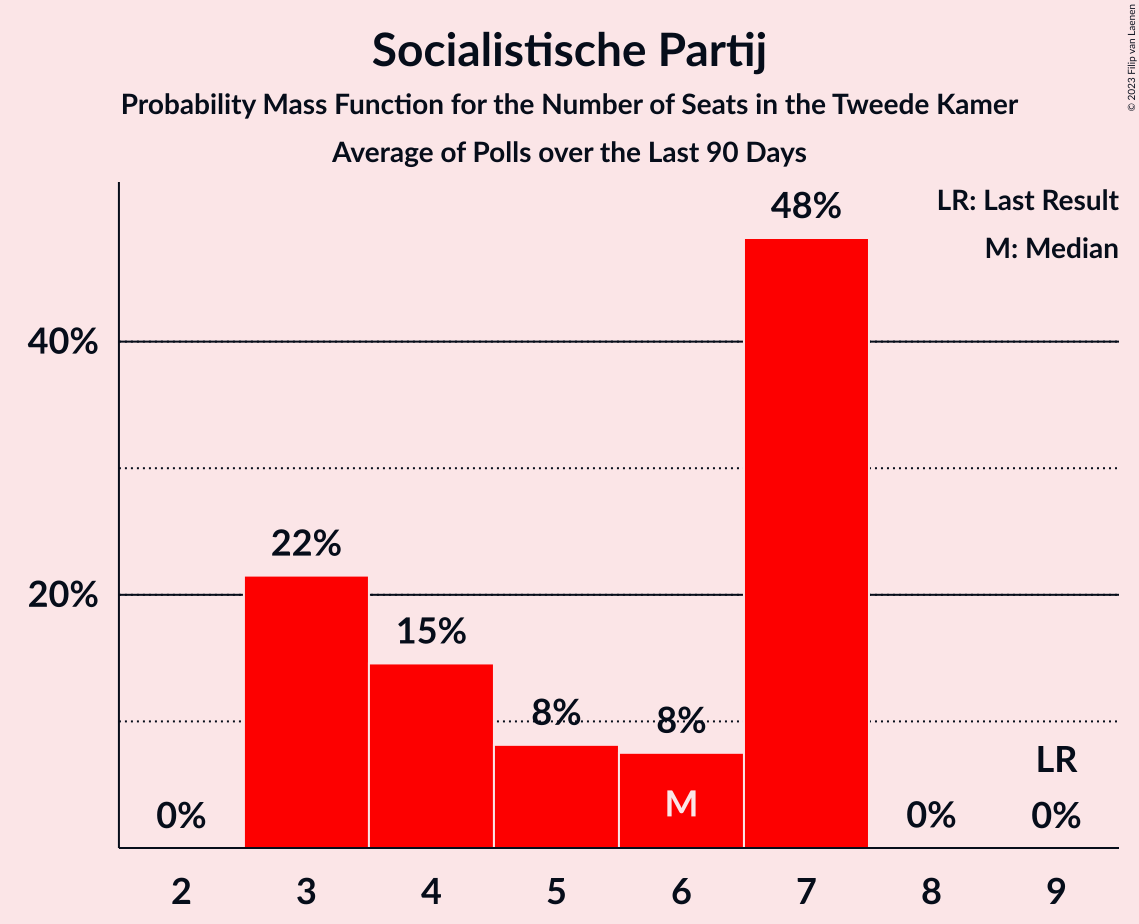 Socialistische Partij
Probability Mass Function for the Number of Seats in the Tweede Kamer
Average of Polls over the Last 90 Days
© 2023 Filip van Laenen
LR: Last Result
M: Median
48%
40%
22%
20%
15%
8%
8%
LR
M
0%
0%
0%
2 3 4 5 6 7 8 9